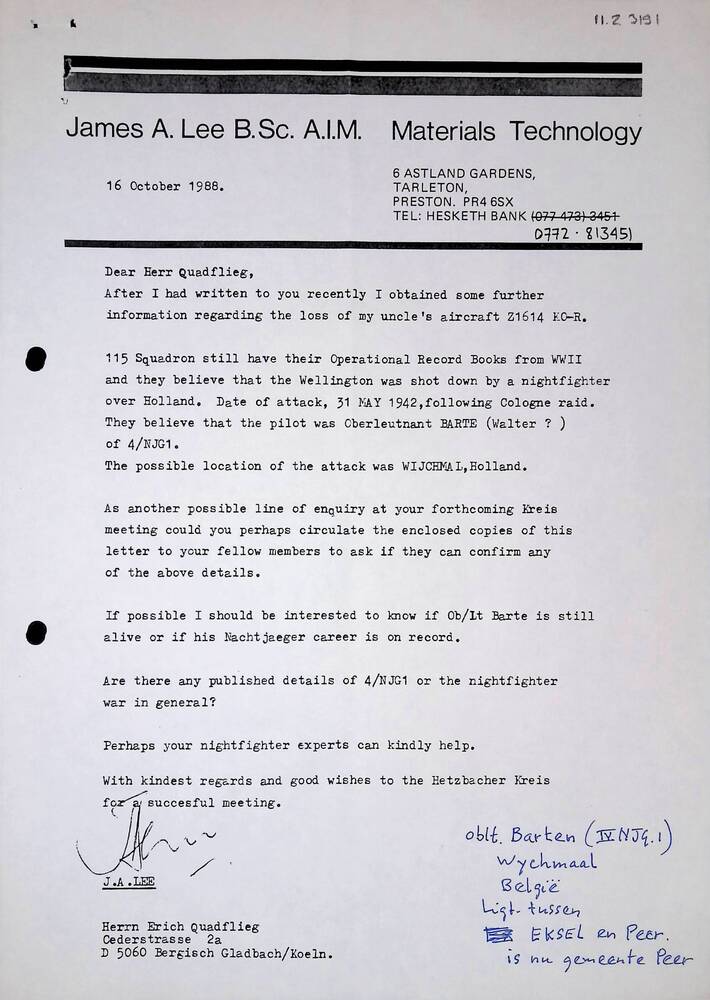 11.Z 3191
James A. Lee B.Sc. A.I.M. Materials Technology
16 October 1988.
6 ASTLAND GARDENS,
TARLETON,
PRESTON. PR4 6SX
TEL: HESKETH BANK (077-473) 3451
0772 · 813451
Dear Herr Quadflieg,
After I had written to you recently I obtained some further
information regarding the loss of my uncle's aircraft Z1614 KO-R.
115 Squadron still have their Operational Record Books from WWII
and they believe that the Wellington was shot down by a nightfighter
over Holland. Date of attack, 31 MAY 1942,following Cologne raid.
They believe that the pilot was Oberleutnant BARTE (Walter ? )
of 4/NJG1.
The possible location of the attack was WIJCHMAL,Holland.
As another possible line of enquiry at your forthcoming Kreis
meeting could you perhaps circulate the enclosed copies of this
letter to your fellow members to ask if they can confirm any
of the above details.
If possible I should be interested to know if Ob/Lt Barte is still
alive or if his Nachtjaeger career is on record.
Are there any published details of 4/NJG1 or the nightfighter
war in general?
Perhaps your nightfighter experts can kindly help.
With kindest regards and good wishes to the Hetzbacher Kreis
for a succesful meeting.
J.A.LEE
Herrn Erich Quadflieg
Cederstrasse 2a
D 5060 Bergisch Gladbach/Koeln.
oblt. Barten (IV NJG.1)
Wychmaal
België
Ligt tussen
EKSEL en Peer.
is nu gemeente Peer